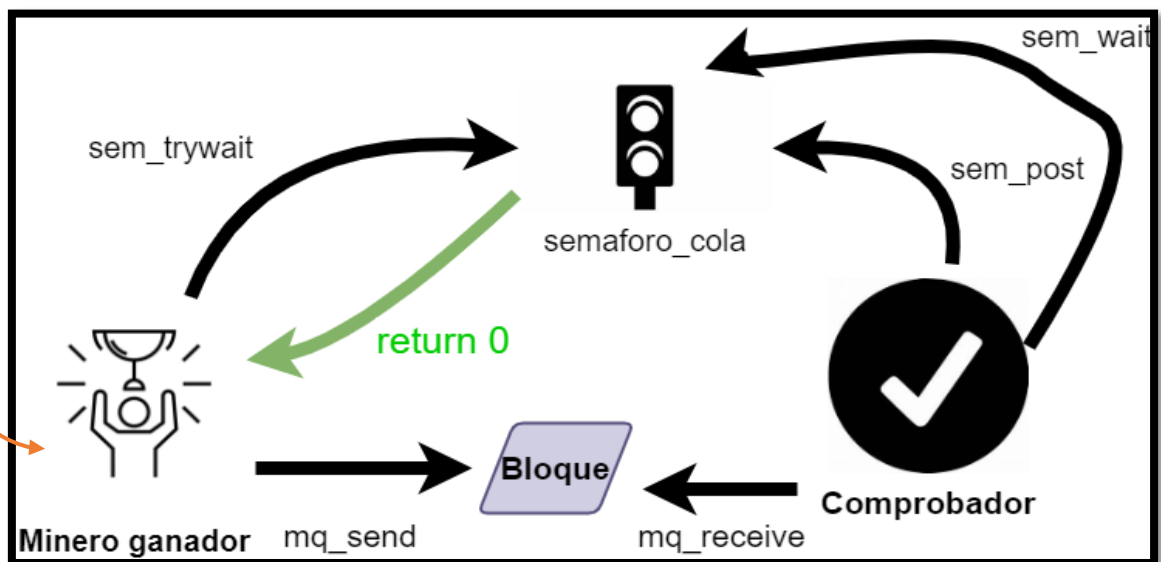 sem_wait
sem_trywait
sem_post
semaforo_cola
return 0
Bloque
Comprobador
Minero ganador
mq_send
mq_receive